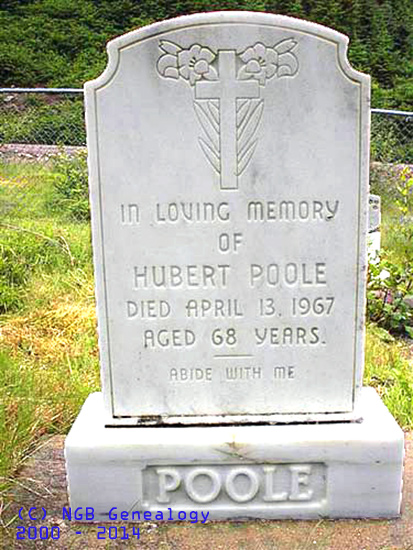 IN LOVING MEMORY
OF
HUBERT POOLE
DIED APRIL 13, 1967
AGED 68 YEARS.
ABIDE WITH ME
POOLE
(C) NGB Genealogy
2000 - 2014